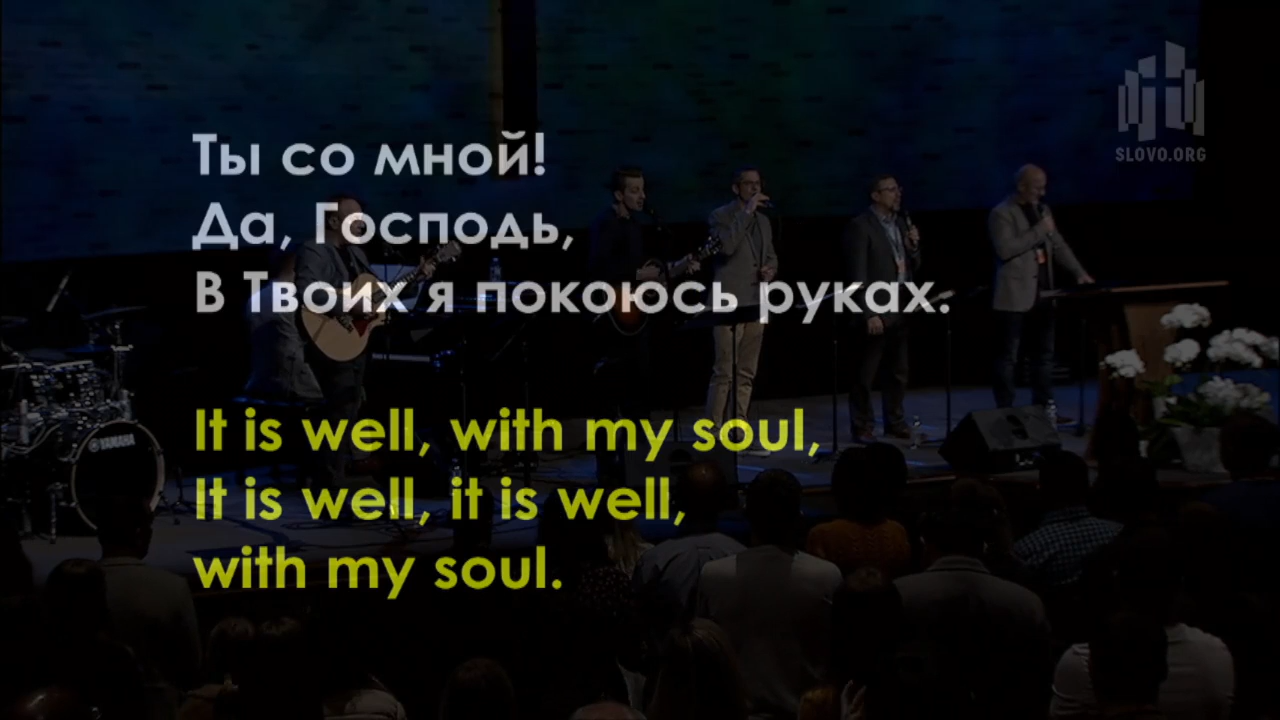 SLOVO.ORG
Ты со мной!
Да, Господь,
В Твоих я покоюсь руках.
It is well, with my soul,
It is well, it is well,
with my soul.
YAMAHA